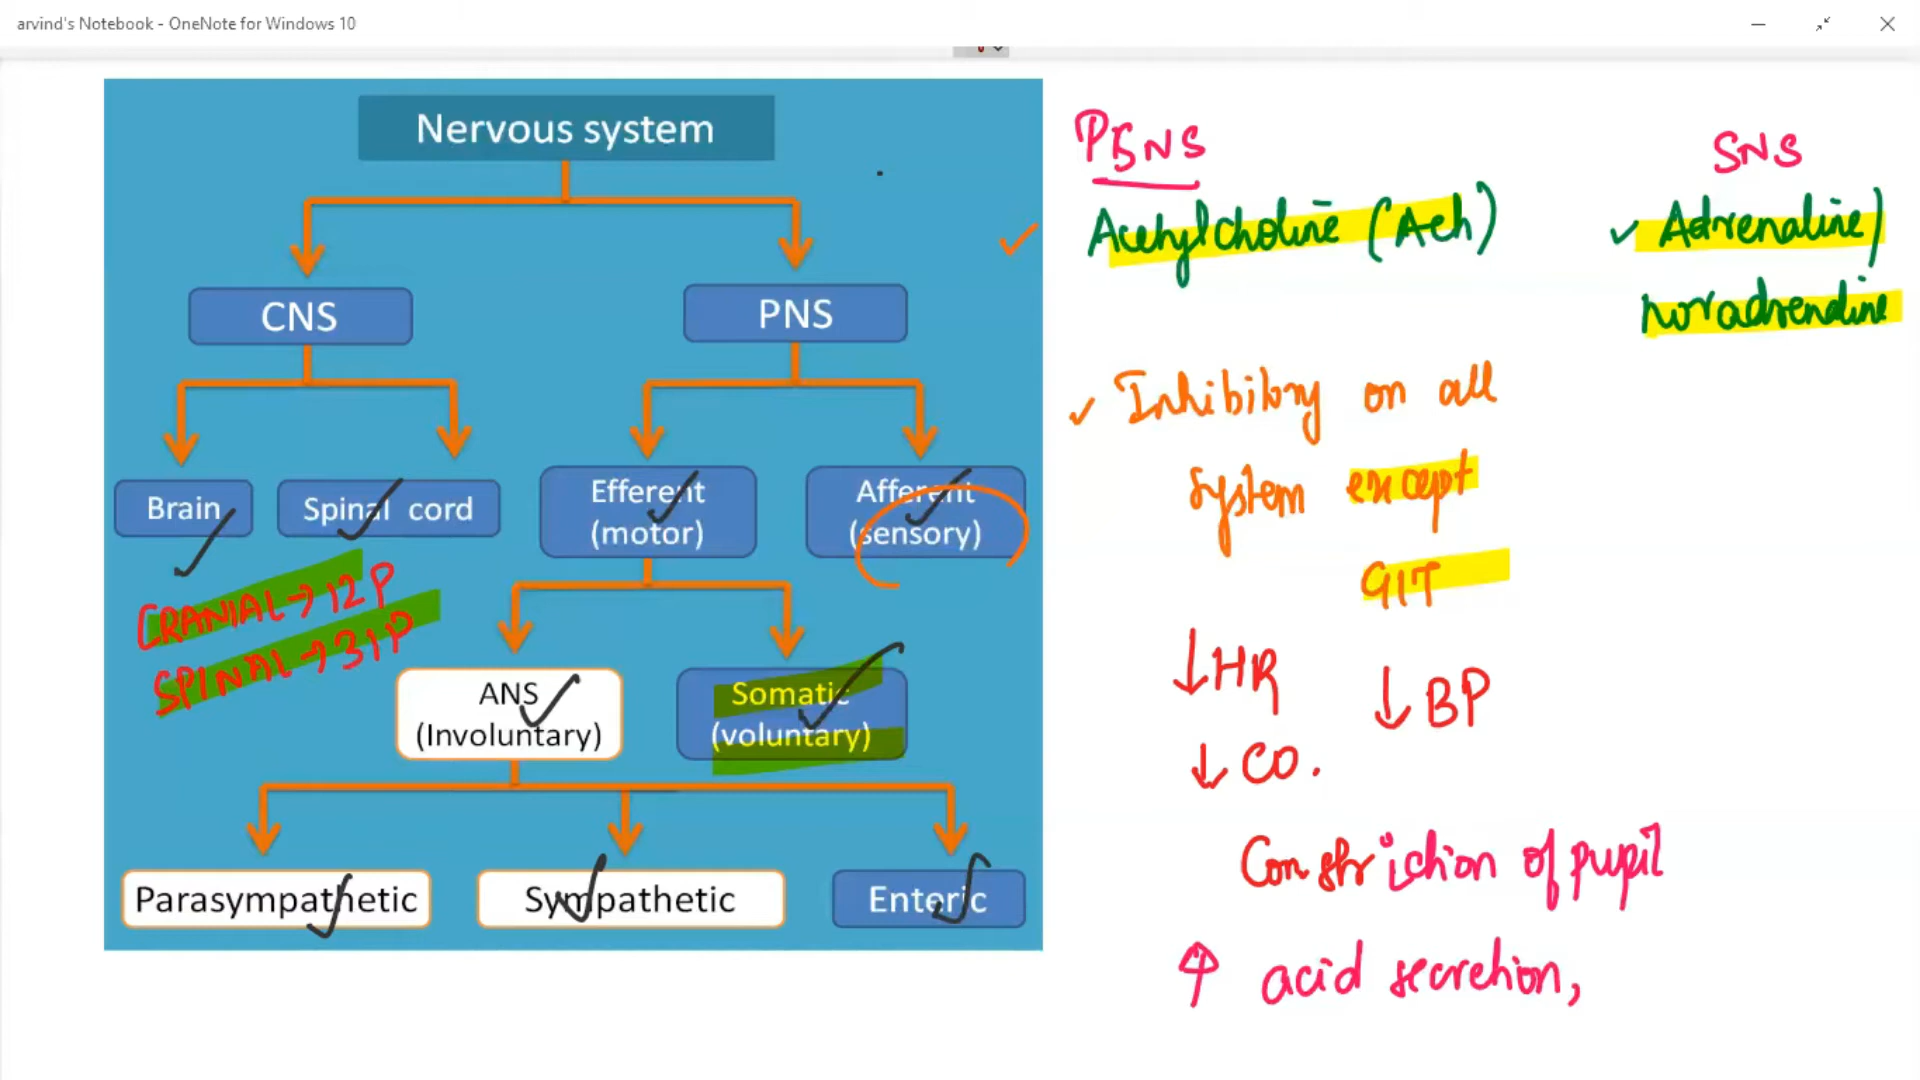 arvind's Notebook - OneNote for Windows 10
Nervous system
CNS
PNS
Brain
Spinal cord
Efferent
(motor)
Afferent
(sensory)
CRANIAL→12P
SPINAL→31P
ANS
(Involuntary)
Somatic
(voluntary)
Parasympathetic
Sympathetic
Enteric
PSNS
Acetylcholine (Ach)
✓ Inhibitory on all
system except
GIT
↓HR
↓BP
↓CO.
Constriction of pupil
↑ acid secretion,
SNS
✓ Adrenaline)
noradrenaline